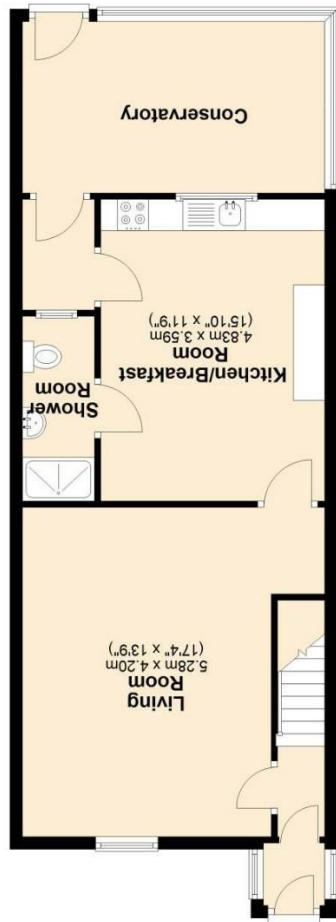 Living
Room
5.28m x 4.20m
(17'4" x 13'9")
Kitchen/Breakfast
Room
4.83m x 3.59m
(15'10" x 11'9")
Shower
Room
Conservatory